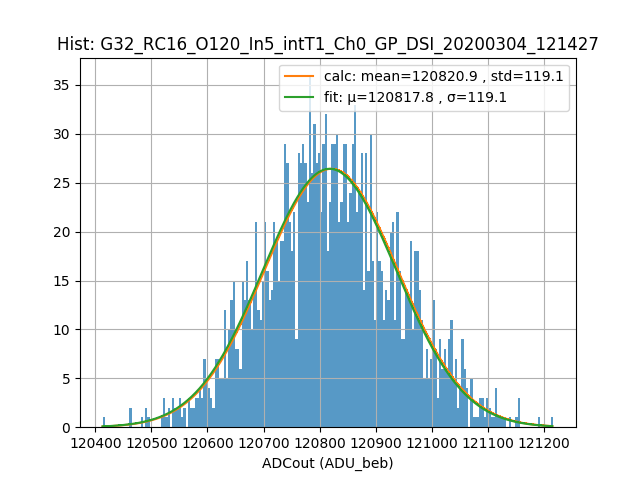 Hist: G32_RC16_O120_In5_intT1_Ch0_GP_DSI_20200304_121427
calc: mean=120820.9 , std=119.1
fit: μ=120817.8 , σ=119.1
35
30
25
20
15
10
5
0
120400 120500 120600 120700 120800 120900 121000 121100 121200
ADCout (ADU_beb)